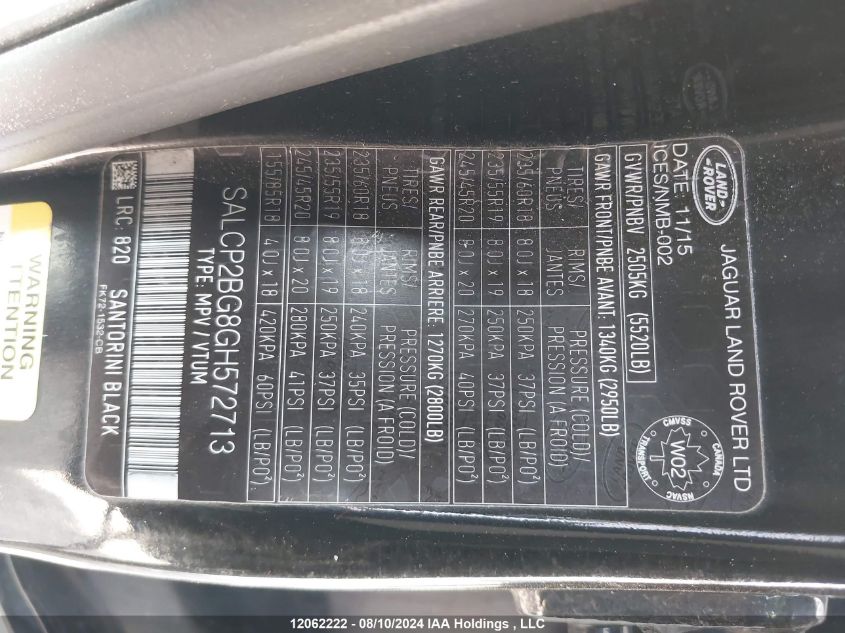 LAND
ROVER
JAGUAR LAND ROVER LTD
DATE: 11/15
ICES/NMB-002
CMVSS
TRANSPORT
W02
CANADA
NSVAC
GVWR/PNBV 2505KG (5520LB)
GAWR FRONT/PNBE AVANT: 1340KG (2950LB)
TIRES/ RIMS/ PRESSURE (COLD)/
PNEUS JANTES PRESSION (A FROID)
235/60R18 8.0J x 18 250KPA 37PSI (LB/PO²)
235/55R19 8.0J x 19 250KPA 37PSI (LB/PO²)
245/45R20 8.0J x 20 270KPA 40PSI (LB/PO²)
GAWR REAR/PNBE ARRIERE: 1270KG (2800LB)
TIRES/ RIMS/ PRESSURE (COLD)/
PNEUS JANTES PRESSION (A FROID)
235/60R18 8.0J x 18 240KPA 35PSI (LB/PO²)
235/55R19 8.0J x 19 250KPA 37PSI (LB/PO²)
245/45R20 8.0J x 20 280KPA 41PSI (LB/PO²)
155/85R18 4.0J x 18 420KPA 60PSI (LB/PO²)
SALCP2BG8GH572713
TYPE: MPV / VTUM
LRC: 820 SANTORINI BLACK
FK72-1532-CB
WARNING
12062222 - 08/10/2024 IAA Holdings , LLC